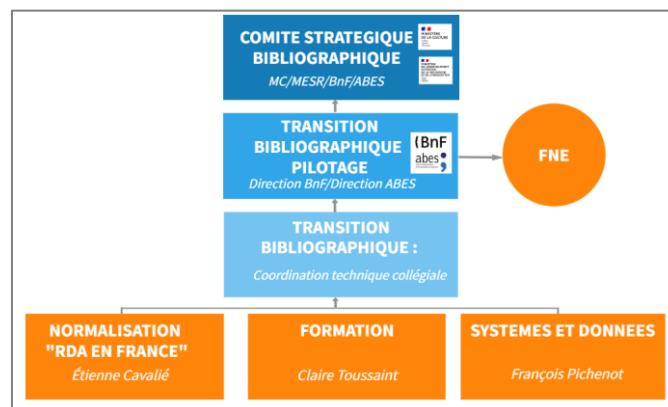 COMITE STRATEGIQUE
BIBLIOGRAPHIQUE
MC/MESR/BnF/ABES
TRANSITION
BIBLIOGRAPHIQUE
PILOTAGE
Direction BnF/Direction ABES
{BnF
abes
FNE
TRANSITION
BIBLIOGRAPHIQUE :
Coordination technique collégiale
NORMALISATION
"RDA EN FRANCE"
Étienne Cavalié
FORMATION
Claire Toussaint
SYSTEMES ET DONNEES
François Pichenot